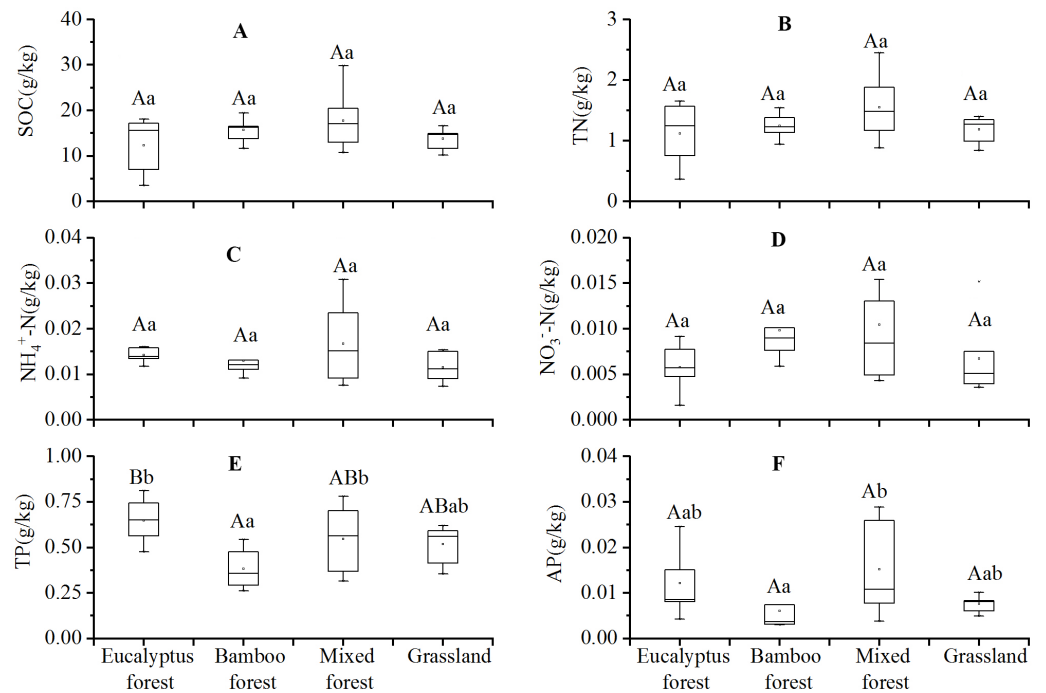 A
B
SOC(g/kg)
40
30
20
10
0
Aa
Aa
Aa
Aa
TN(g/kg)
3
2
1
0
Aa
Aa
Aa
Aa
C
D
NH₄⁺-N(g/kg)
0.04
0.03
0.02
0.01
0.00
Aa
Aa
Aa
Aa
NO₃⁻-N(g/kg)
0.020
0.015
0.010
0.005
0.000
Aa
Aa
Aa
Aa
E
F
TP(g/kg)
1.00
0.75
0.50
0.25
0.00
Bb
Aa
ABb
ABab
AP(g/kg)
0.04
0.03
0.02
0.01
0.00
Aab
Aa
Ab
Aab
Eucalyptus
forest
Bamboo
forest
Mixed
forest
Grassland
Eucalyptus
forest
Bamboo
forest
Mixed
forest
Grassland